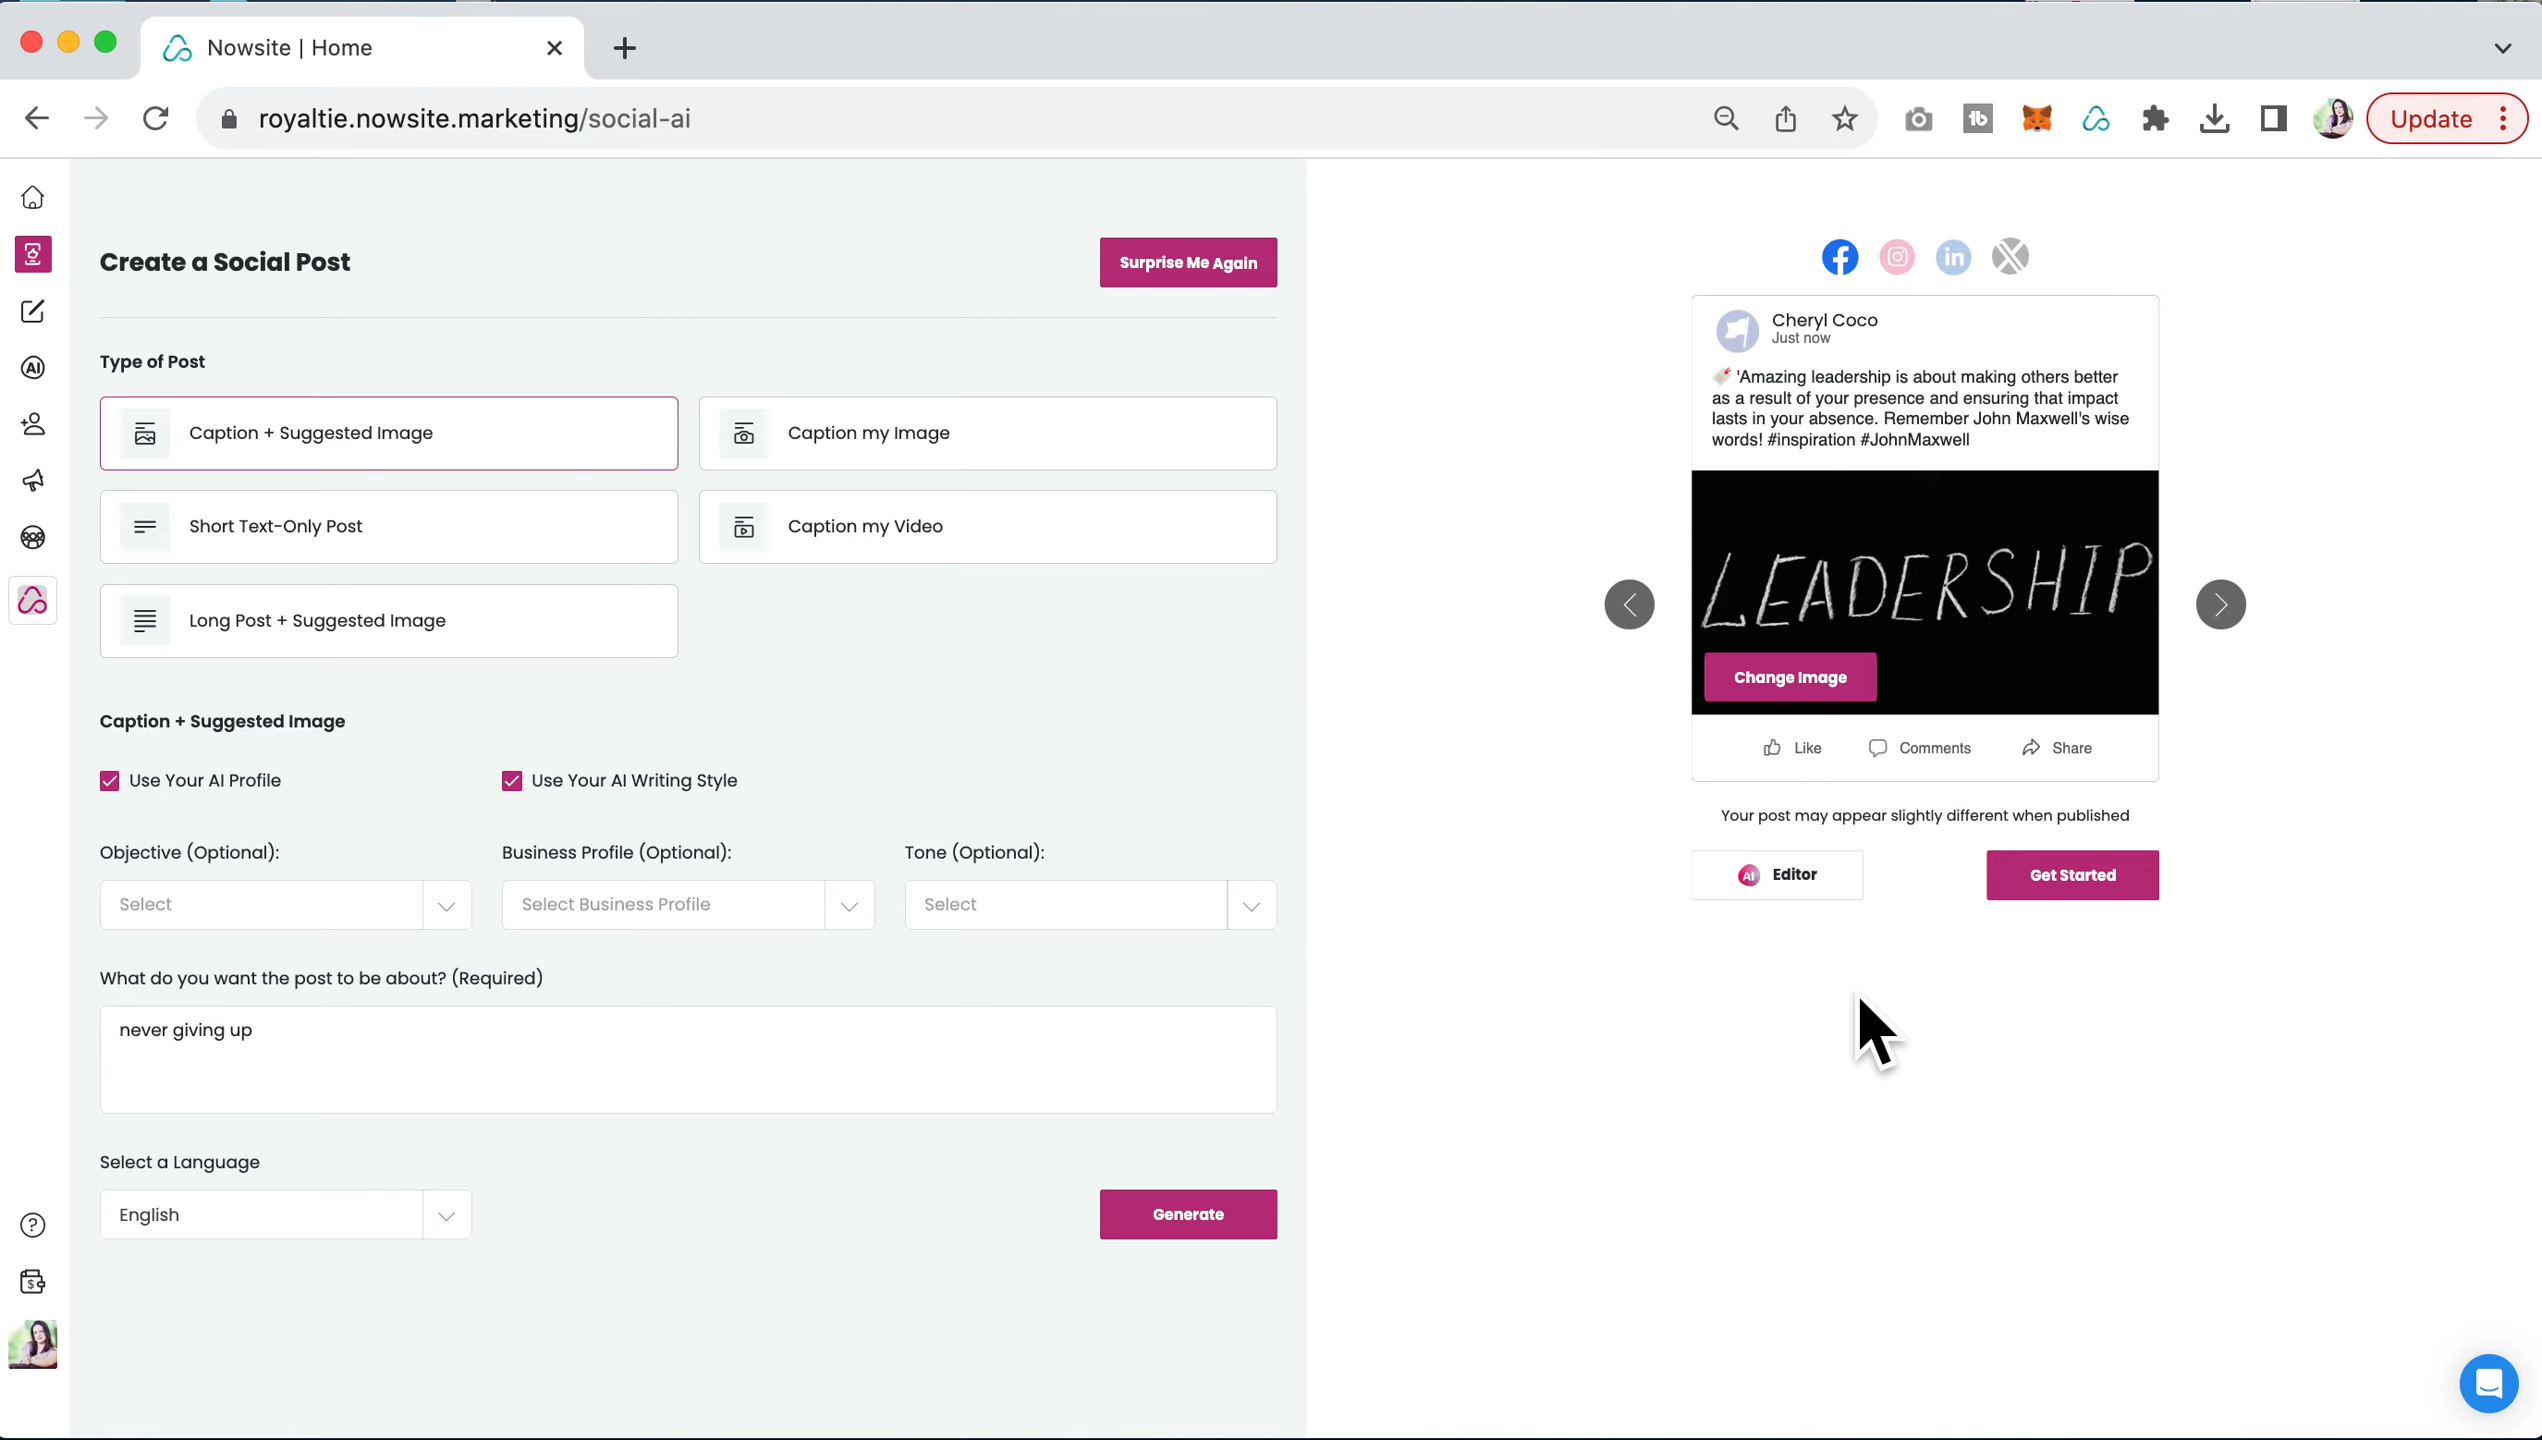 Nowsite | Home
royaltie.nowsite.marketing/social-ai
Update
Create a Social Post
Surprise Me Again
Type of Post
Caption + Suggested Image
Caption my Image
Short Text-Only Post
Caption my Video
Long Post + Suggested Image
Caption + Suggested Image
Use Your AI Profile
Use Your AI Writing Style
Objective (Optional):
Business Profile (Optional):
Tone (Optional):
Select
Select Business Profile
Select
What do you want the post to be about? (Required)
never giving up
Select a Language
English
Generate
AI
tb
in
Cheryl Coco
Just now
'Amazing leadership is about making others better
as a result of your presence and ensuring that impact
lasts in your absence. Remember John Maxwell's wise
words! #inspiration #JohnMaxwell
LEADERSHIP
Change Image
Like
Comments
Share
Your post may appear slightly different when published
AI Editor
Get Started